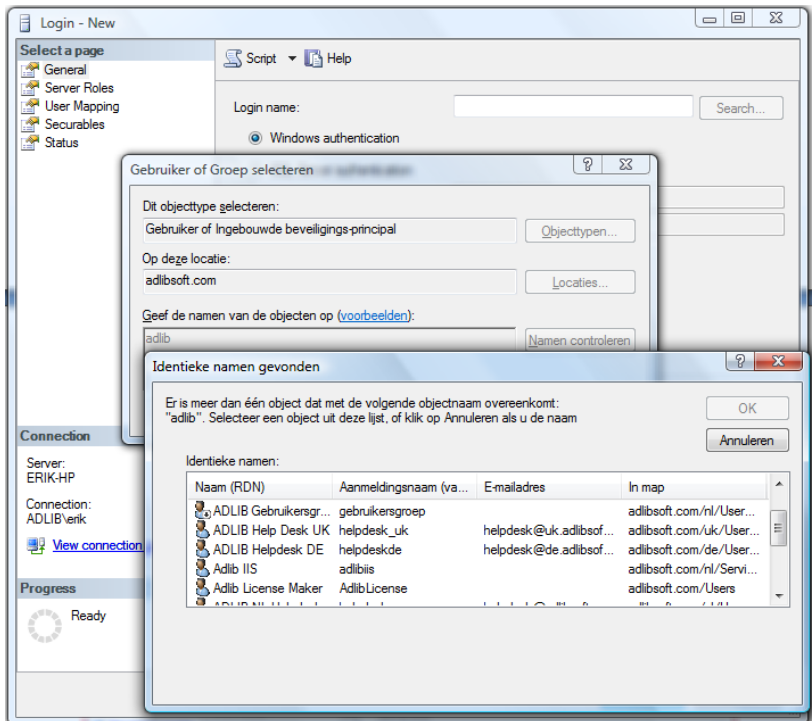 Login - New
Select a page
General
Server Roles
User Mapping
Securables
Status
Script
Help
Login name:
Search...
Windows authentication
Gebruiker of Groep selecteren
Dit objecttype selecteren:
Gebruiker of Ingebouwde beveiligings-principal
Objecttypen...
Op deze locatie:
adlibsoft.com
Locaties...
Geef de namen van de objecten op (voorbeelden):
adlib
Namen controleren
Identieke namen gevonden
Er is meer dan één object dat met de volgende objectnaam overeenkomt:
"adlib". Selecteer een object uit deze lijst, of klik op Annuleren als u de naam
OK
Annuleren
Identieke namen:
Naam (RDN) Aanmeldingsnaam (va... E-mailadres In map
ADLIB Gebruikersgr... gebruikersgroep adlibsoft.com/nl/User...
ADLIB Help Desk UK helpdesk_uk helpdesk@uk.adlibsof... adlibsoft.com/uk/User...
ADLIB Helpdesk DE helpdeskde helpdesk@de.adlibsof... adlibsoft.com/de/User...
Adlib IIS adlibiis adlibsoft.com/nl/Servi...
Adlib License Maker AdlibLicense adlibsoft.com/Users
Connection
Server:
ERIK-HP
Connection:
ADLIB\erik
View connection
Progress
Ready